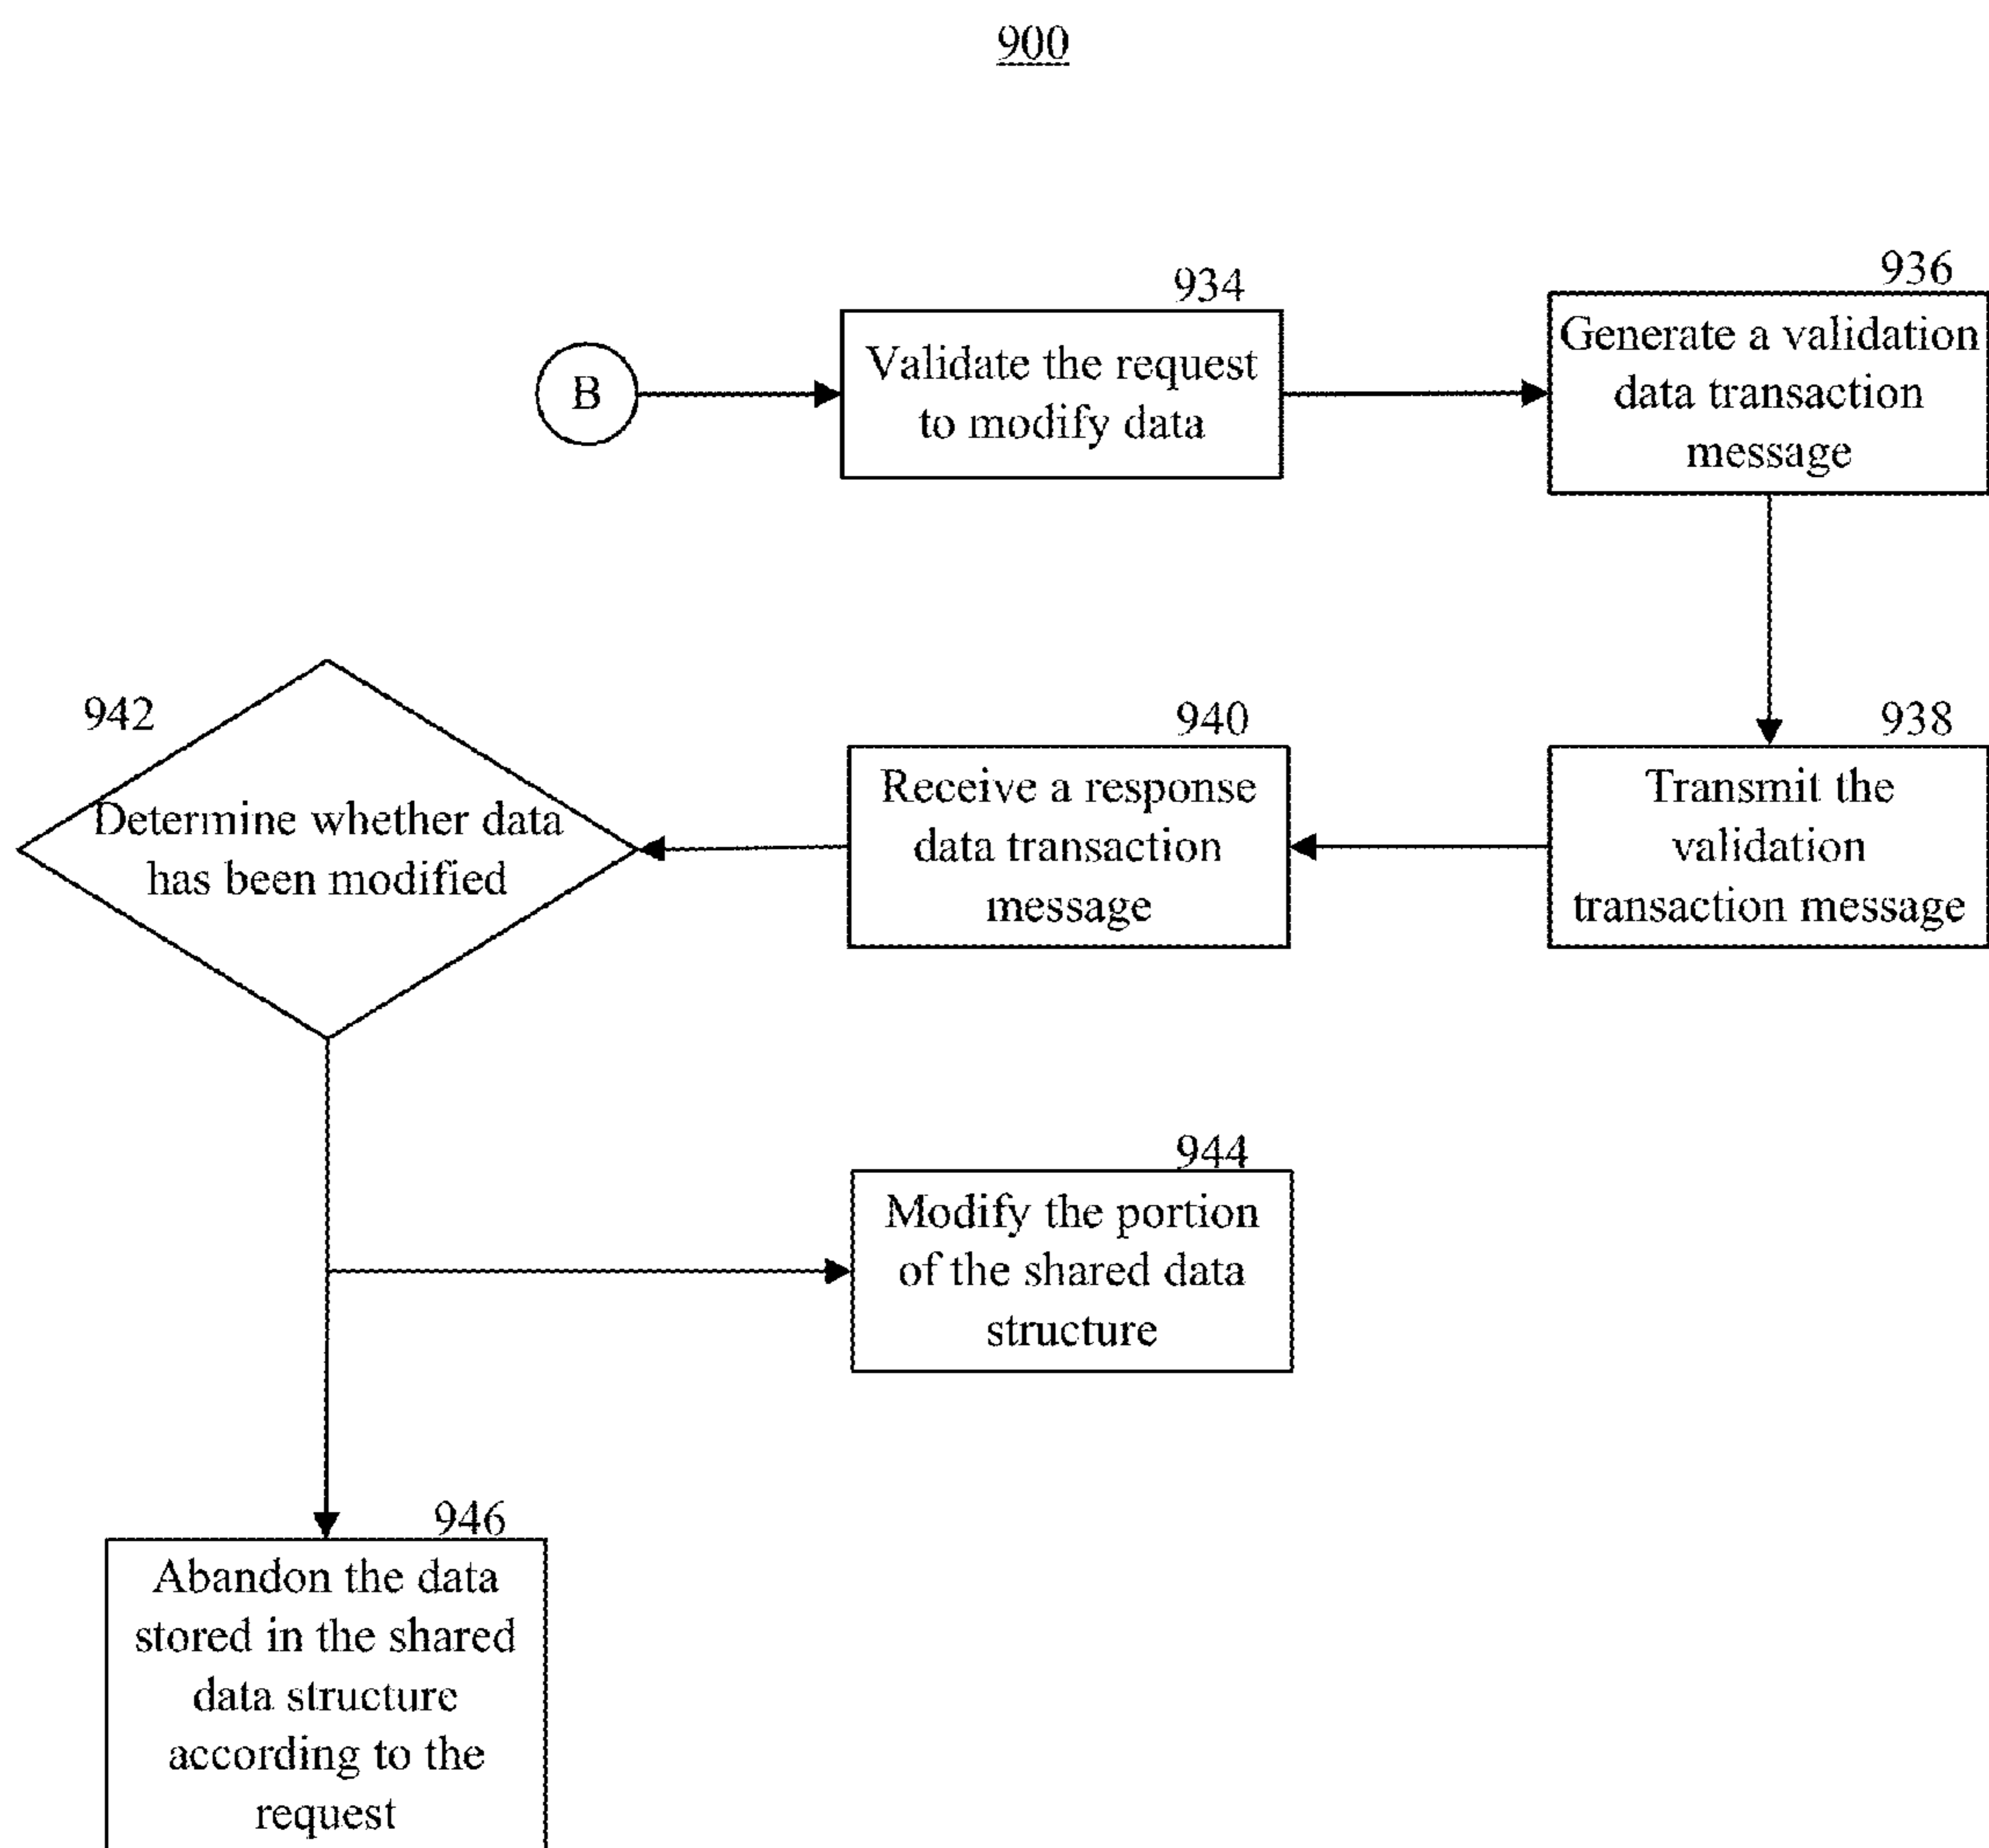 900
B
934
Validate the request
to modify data
936
Generate a validation
data transaction
message
938
Transmit the
validation
transaction message
940
Receive a response
data transaction
message
942
Determine whether data
has been modified
944
Modify the portion
of the shared data
structure
946
Abandon the data
stored in the shared
data structure
according to the
request